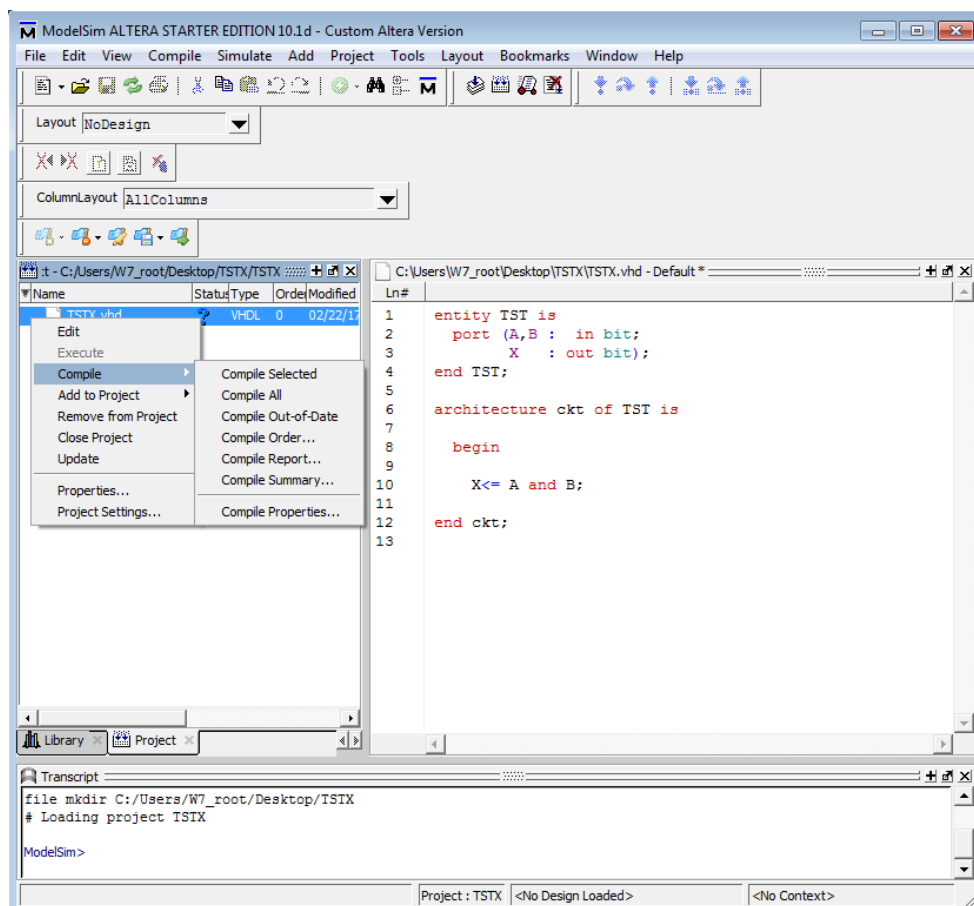 ModelSim ALTERA STARTER EDITION 10.1d - Custom Altera Version
File Edit View Compile Simulate Add Project Tools Layout Bookmarks Window Help
Layout NoDesign
ColumnLayout AllColumns
:t - C:/Users/W7_root/Desktop/TSTX/TSTX
Name Status Type Order Modified
TSTX.vhd ? VHDL 0 02/22/17
Edit
Execute
Compile
Add to Project
Remove from Project
Close Project
Update
Properties...
Project Settings...
Compile Selected
Compile All
Compile Out-of-Date
Compile Order...
Compile Report...
Compile Summary...
Compile Properties...
Library Project
C:\Users\W7_root\Desktop\TSTX\TSTX.vhd - Default *
Ln#
1 entity TST is
2 port (A,B : in bit;
3 X : out bit);
4 end TST;
5
6 architecture ckt of TST is
7
8 begin
9
10 X<= A and B;
11
12 end ckt;
13
Transcript
file mkdir C:/Users/W7_root/Desktop/TSTX
# Loading project TSTX
ModelSim>
Project : TSTX <No Design Loaded> <No Context>